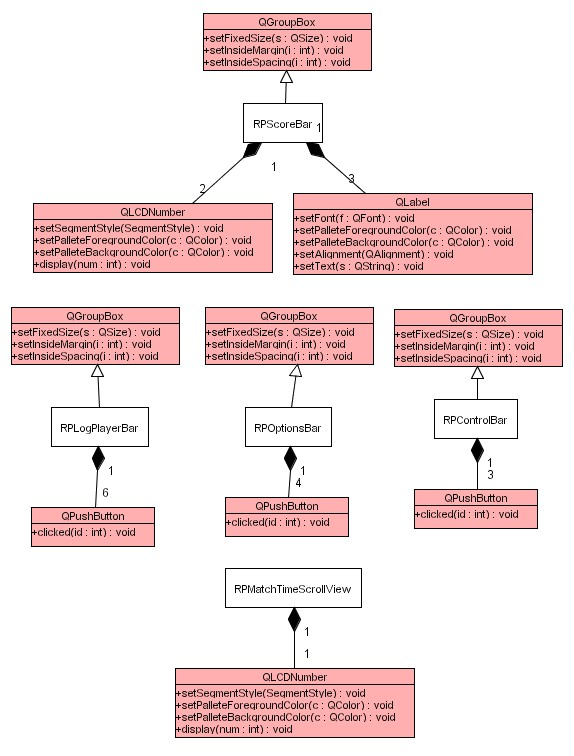 QGroupBox
+setFixedSize(s : QSize) : void
+setInsideMargin(i : int) : void
+setInsideSpacing(i : int) : void
RPScoreBar
1
1
2
3
QLCDNumber
+setSegmentStyle(SegmentStyle) : void
+setPalleteForegroundColor(c : QColor) : void
+setPalleteBackgroundColor(c : QColor) : void
+display(num : int) : void
QLabel
+setFont(f : QFont) : void
+setPalleteForegroundColor(c : QColor) : void
+setPalleteBackgroundColor(c : QColor) : void
+setAlignment(QAlignment) : void
+setText(s : QString) : void
QGroupBox
+setFixedSize(s : QSize) : void
+setInsideMargin(i : int) : void
+setInsideSpacing(i : int) : void
RPLogPlayerBar
1
6
QPushButton
+clicked(id : int) : void
QGroupBox
+setFixedSize(s : QSize) : void
+setInsideMargin(i : int) : void
+setInsideSpacing(i : int) : void
RPOptionsBar
1
4
QPushButton
+clicked(id : int) : void
QGroupBox
+setFixedSize(s : QSize) : void
+setInsideMargin(i : int) : void
+setInsideSpacing(i : int) : void
RPControlBar
1
3
QPushButton
+clicked(id : int) : void
RPMatchTimeScrollView
1
1
QLCDNumber
+setSegmentStyle(SegmentStyle) : void
+setPalleteForegroundColor(c : QColor) : void
+setPalleteBackgroundColor(c : QColor) : void
+display(num : int) : void